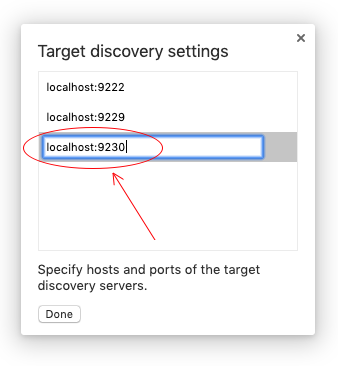 Target discovery settings
localhost:9222
localhost:9229
localhost:9230
Specify hosts and ports of the target
discovery servers.
Done